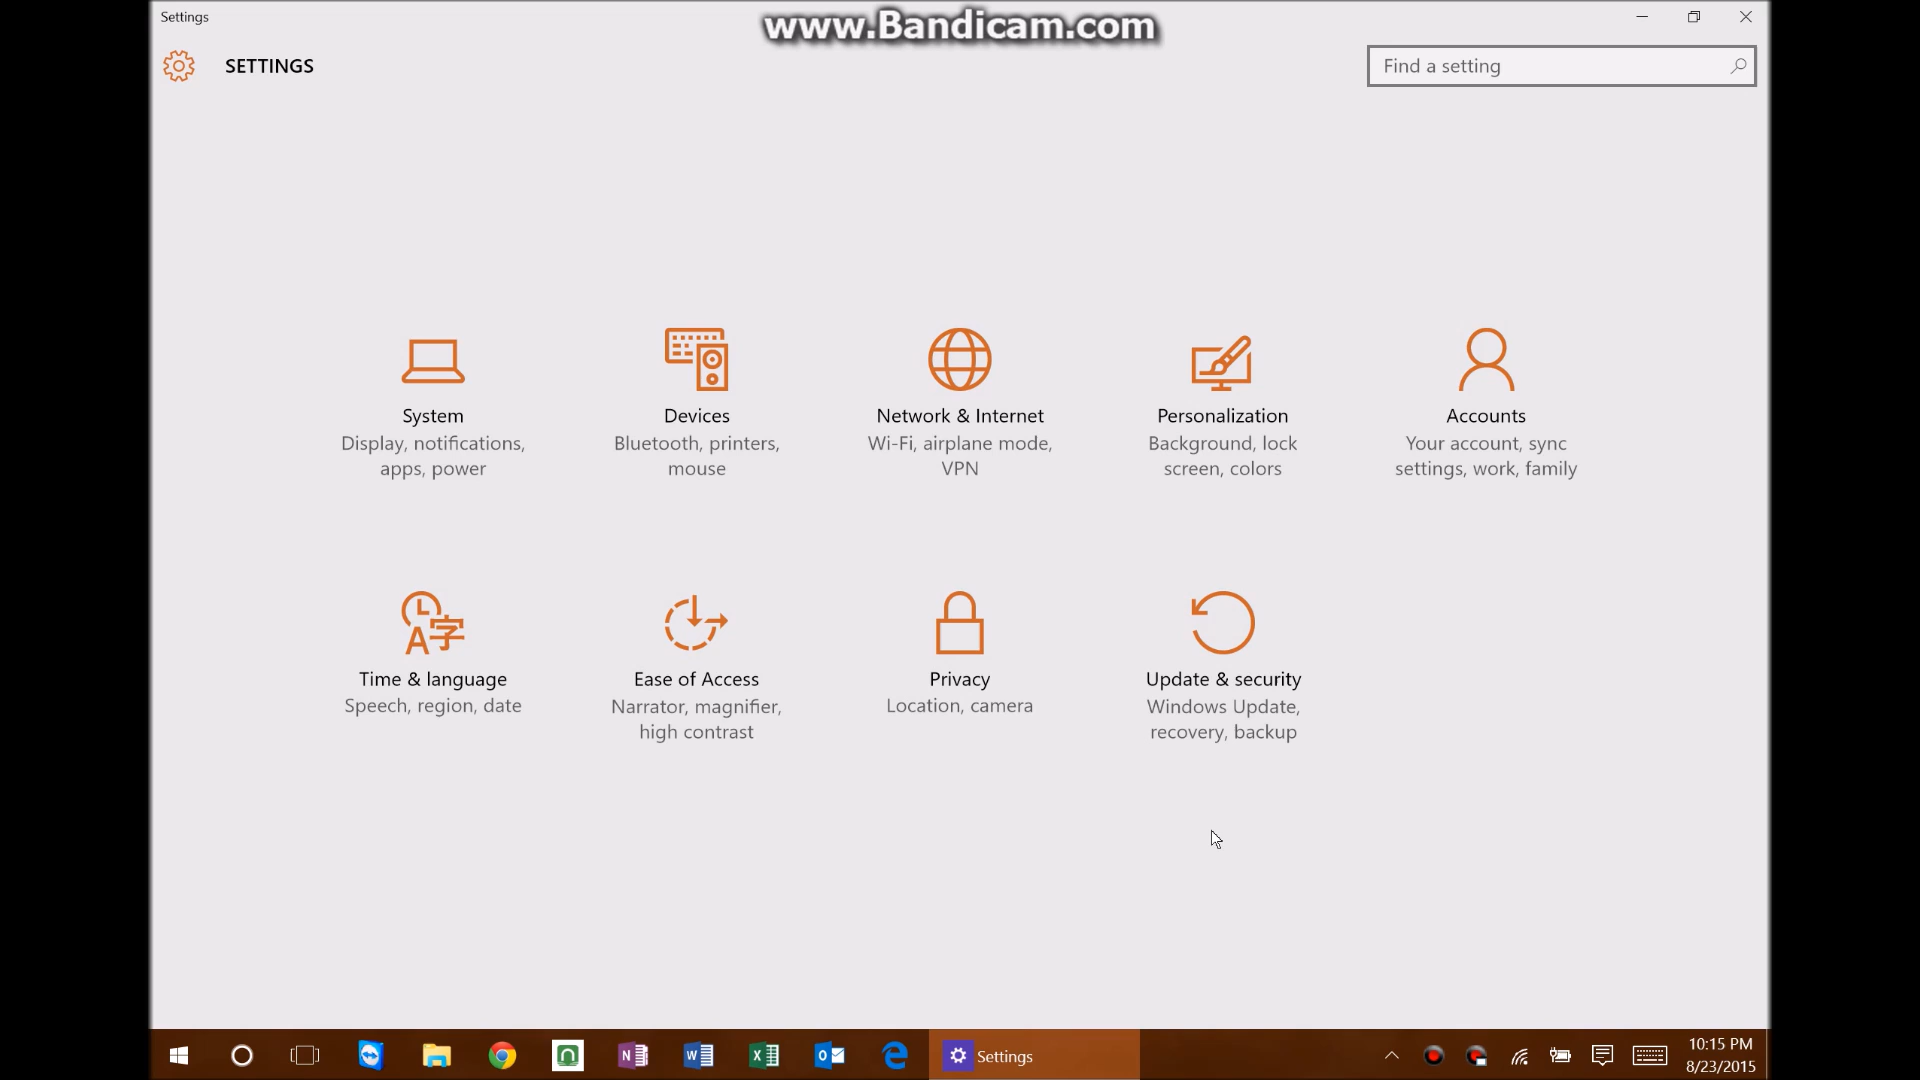 Settings
www.Bandicam.com
SETTINGS
Find a setting
System
Display, notifications,
apps, power
Devices
Bluetooth, printers,
mouse
Network & Internet
Wi-Fi, airplane mode,
VPN
Personalization
Background, lock
screen, colors
Accounts
Your account, sync
settings, work, family
A字
Time & language
Speech, region, date
Ease of Access
Narrator, magnifier,
high contrast
Privacy
Location, camera
Update & security
Windows Update,
recovery, backup
N
W
X
O
Settings
10:15 PM
8/23/2015